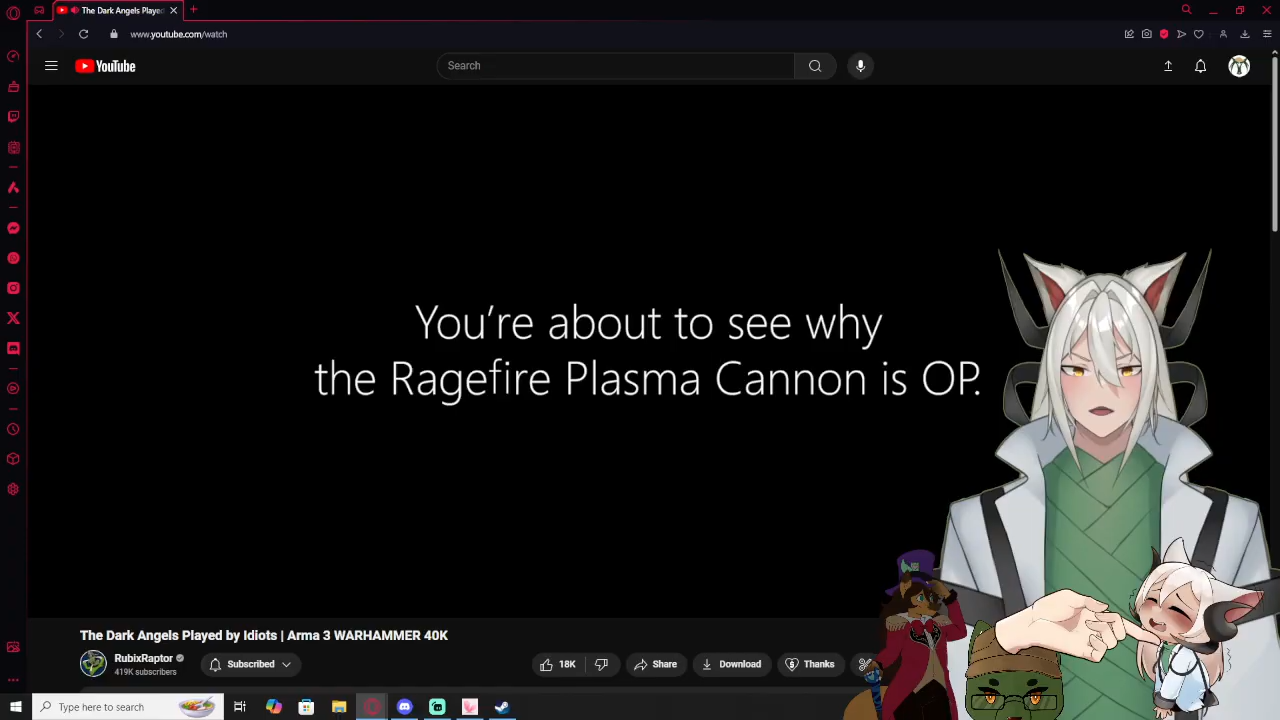 The Dark Angels Played
www.youtube.com/watch
YouTube
Search
You're about to see why
the Ragefire Plasma Cannon is OP.
The Dark Angels Played by Idiots | Arma 3 WARHAMMER 40K
RubixRaptor
419K subscribers
Subscribed
18K
Share
Download
Thanks
Type here to search